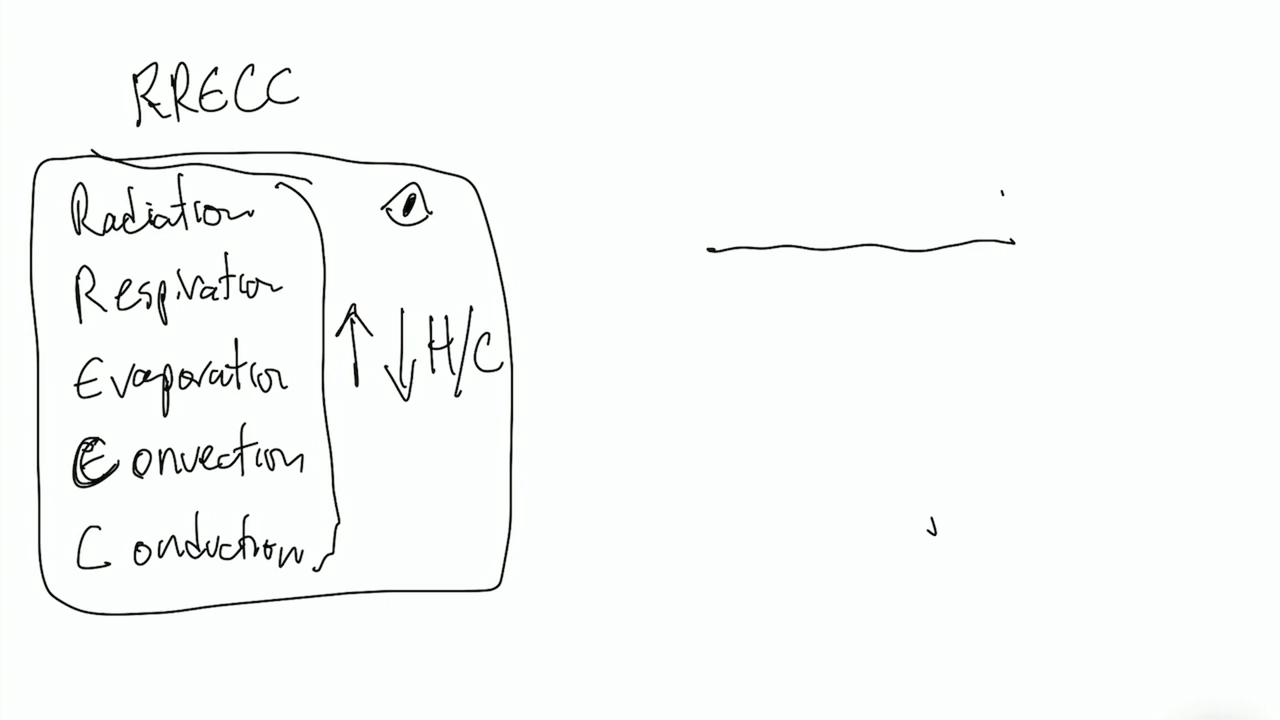 RRECC
Radiation
Respiration
Evaporation
Convection
Conduction
↑ ↓ H/C